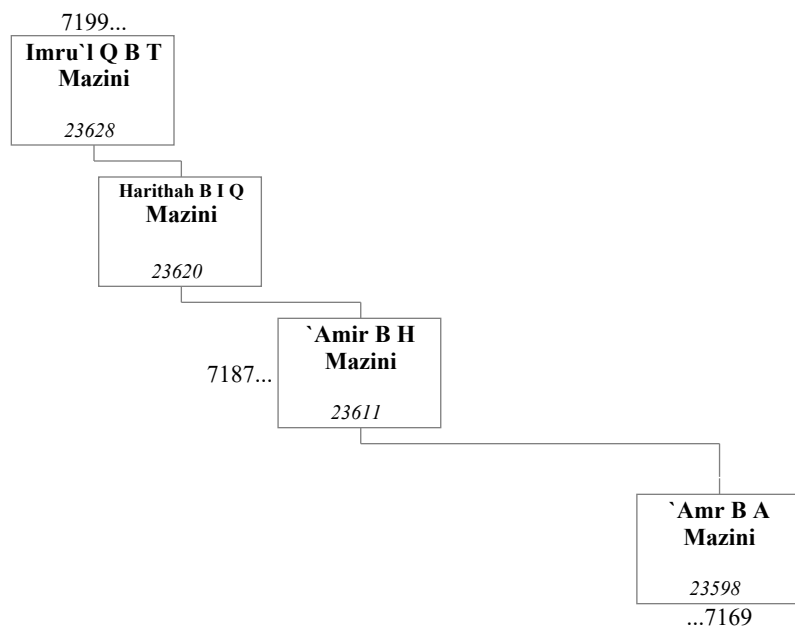 7199...
Imru`l Q B T
Mazini
23628
Harithah B I Q
Mazini
23620
`Amir B H
Mazini
7187...
23611
`Amr B A
Mazini
23598
...7169